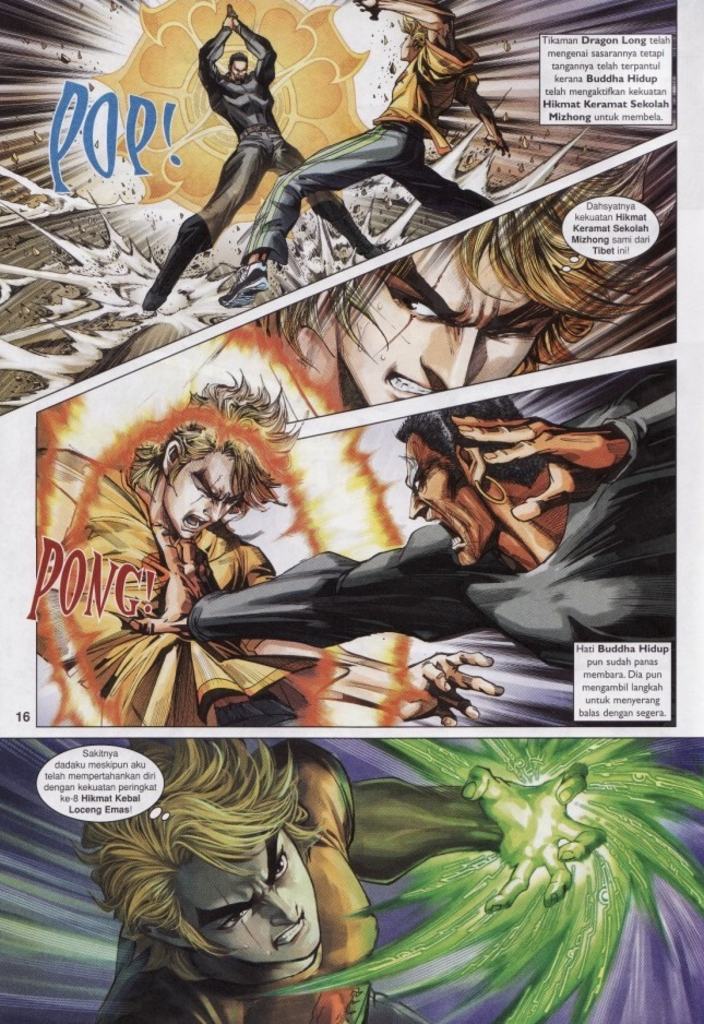 Tikaman Dragon Long telah
mengenai sasarannya tetapi
tangannya telah terpantul
kerana Buddha Hidup
telah mengaktifkan kekuatan
Hikmat Keramat Sekolah
Mizhong untuk membela.
POP!
Dahsyatnya
kekuatan Hikmat
Keramat Sekolah
Mizhong sami dari
Tibet ini!
PONG!
Hati Buddha Hidup
pun sudah panas
membara. Dia pun
mengambil langkah
untuk menyerang
balas dengan segera.
16
Sakitnya
dadaku meskipun aku
telah mempertahankan diri
dengan kekuatan peringkat
ke-8 Hikmat Kebal
Loceng Emas!